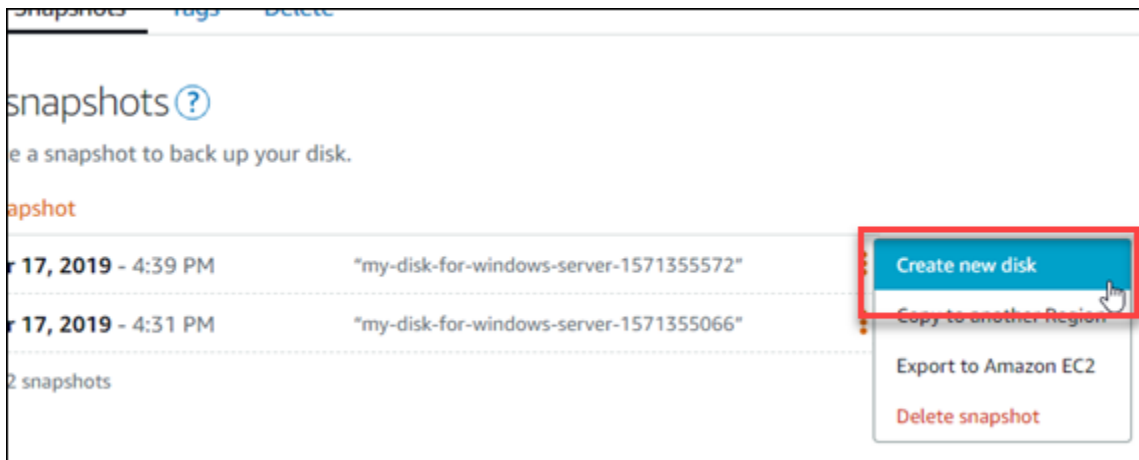 Snapshots Tags Delete
snapshots ?
e a snapshot to back up your disk.
apshot
r 17, 2019 - 4:39 PM "my-disk-for-windows-server-1571355572" Create new disk
Copy to another Region
r 17, 2019 - 4:31 PM "my-disk-for-windows-server-1571355066"
Export to Amazon EC2
2 snapshots
Delete snapshot